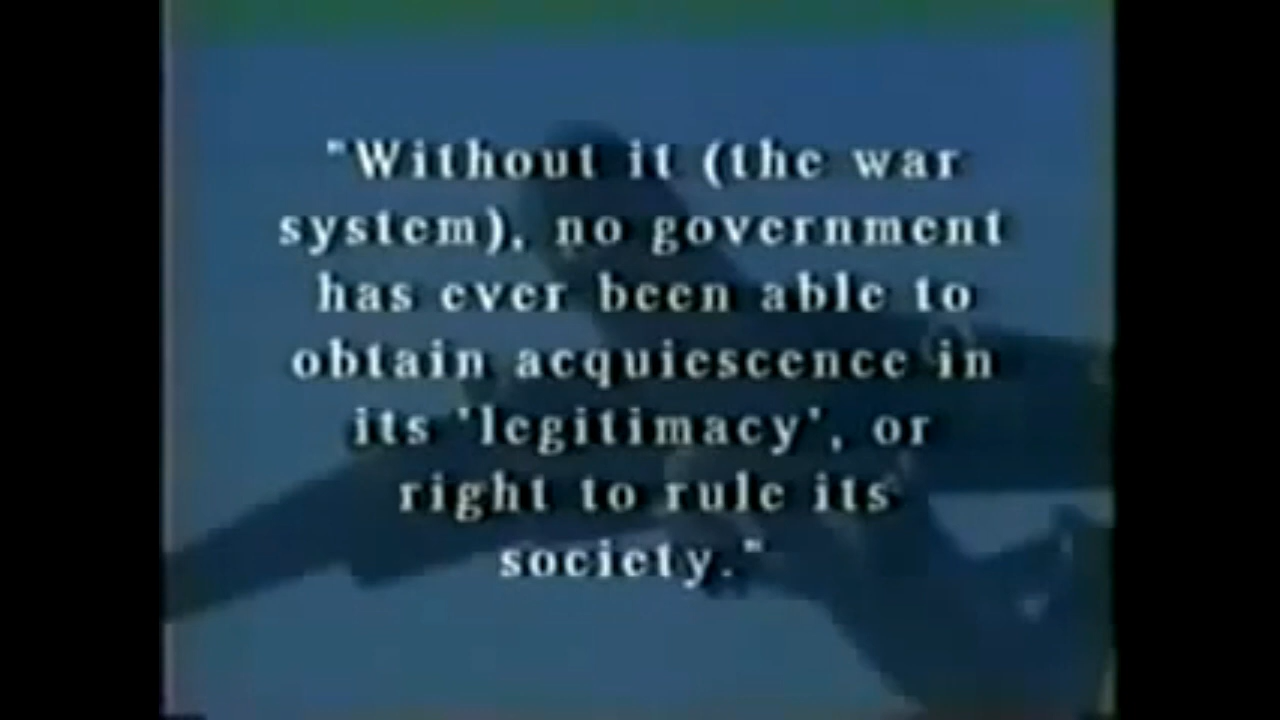 "Without it (the war
system), no government
has ever been able to
obtain acquiescence in
its 'legitimacy', or
right to rule its
society."